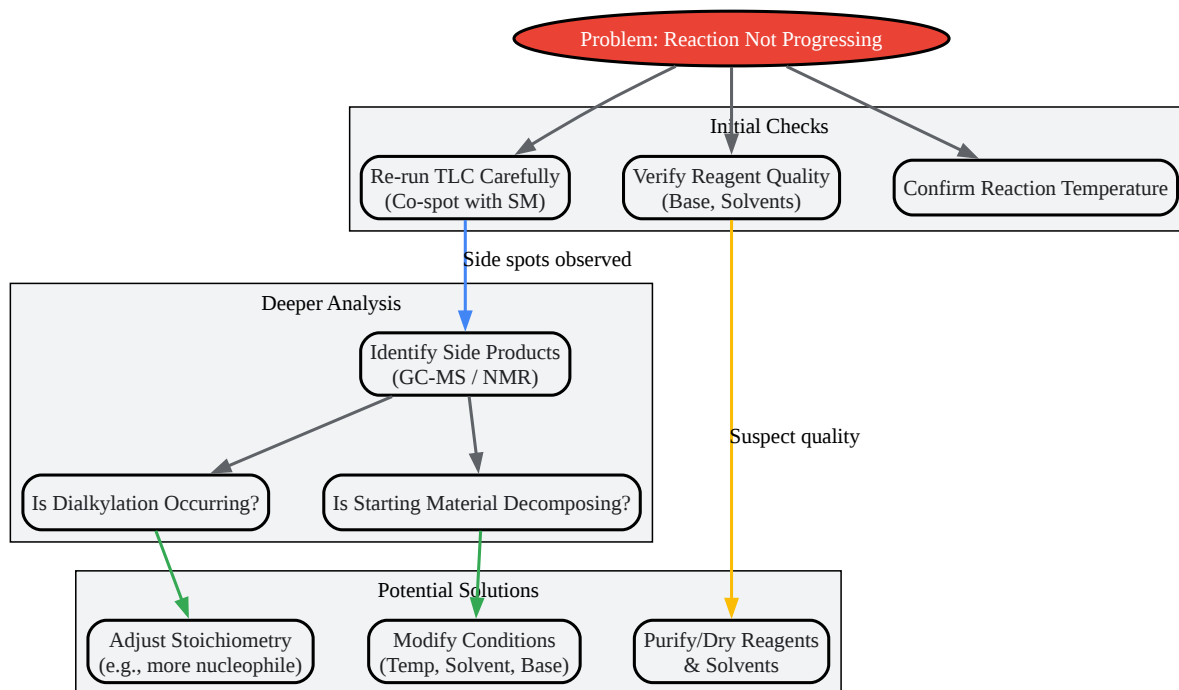 Problem: Reaction Not Progressing
Initial Checks
Re-run TLC Carefully
(Co-spot with SM)
Verify Reagent Quality
(Base, Solvents)
Confirm Reaction Temperature
Side spots observed
Deeper Analysis
Identify Side Products
(GC-MS / NMR)
Suspect quality
Is Dialkylation Occurring?
Is Starting Material Decomposing?
Potential Solutions
Adjust Stoichiometry
(e.g., more nucleophile)
Modify Conditions
(Temp, Solvent, Base)
Purify/Dry Reagents
& Solvents